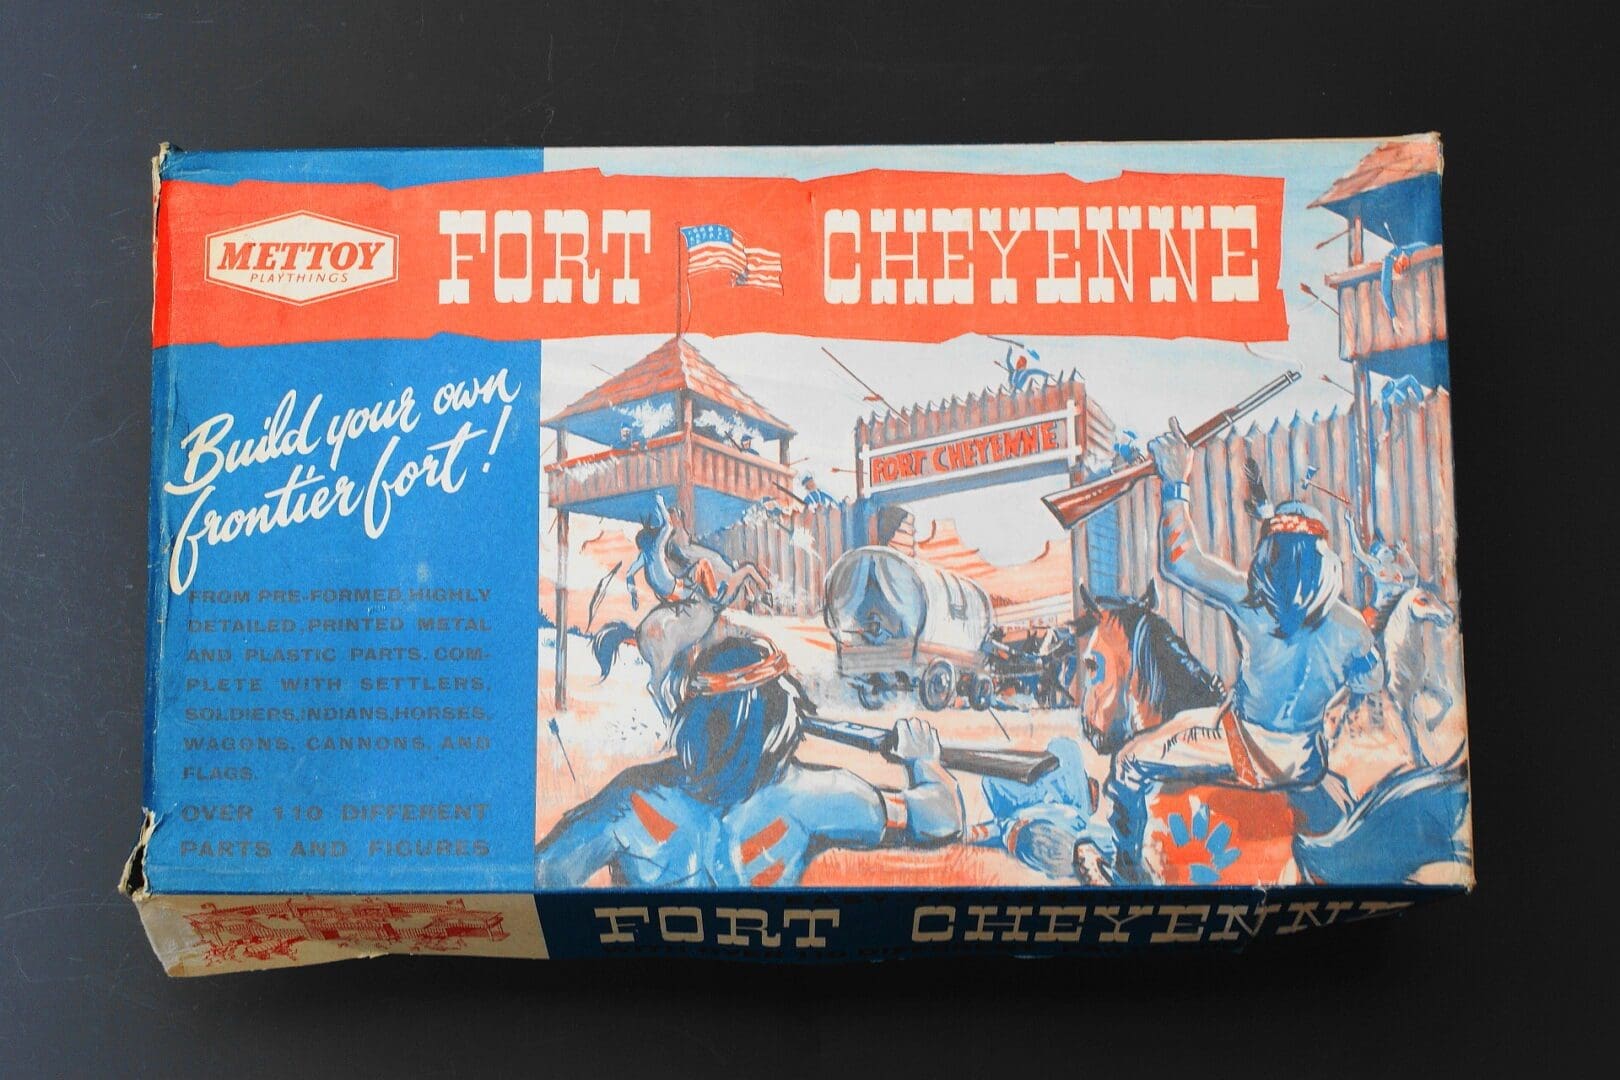 METTOY
PLAYTHINGS
FORT CHEYENNE
Build your own
frontier fort!
FORT CHEYENNE
FROM PRE-FORMED, HIGHLY
DETAILED, PRINTED METAL
AND PLASTIC PARTS. COM-
PLETE WITH SETTLERS,
SOLDIERS, INDIANS, HORSES,
WAGONS, CANNONS, AND
FLAGS.
OVER 110 DIFFERENT
PARTS AND FIGURES
FORT CHEYENNE